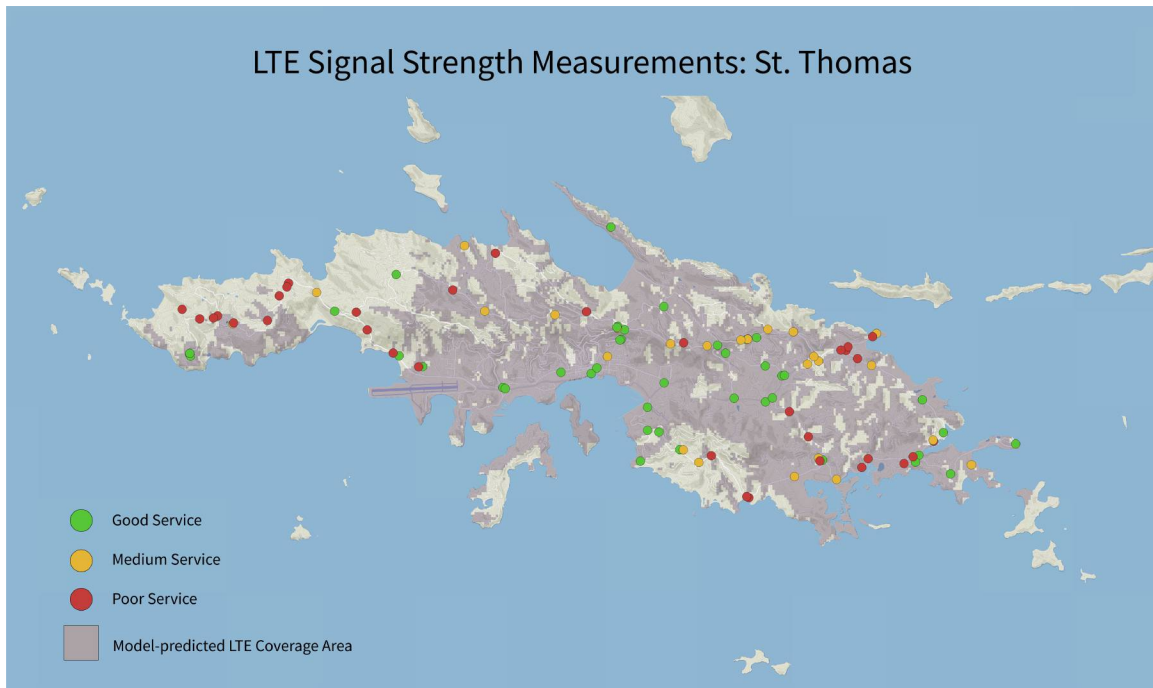 LTE Signal Strength Measurements: St. Thomas
Good Service
Medium Service
Poor Service
Model-predicted LTE Coverage Area